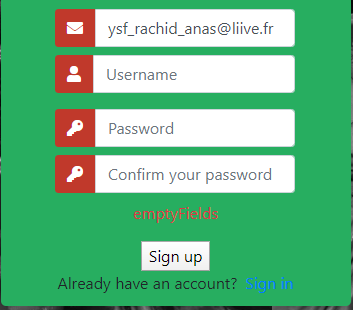 ysf_rachid_anas@liive.fr
Username
Password
Confirm your password
emptyFields
Sign up
Already have an account? Sign in